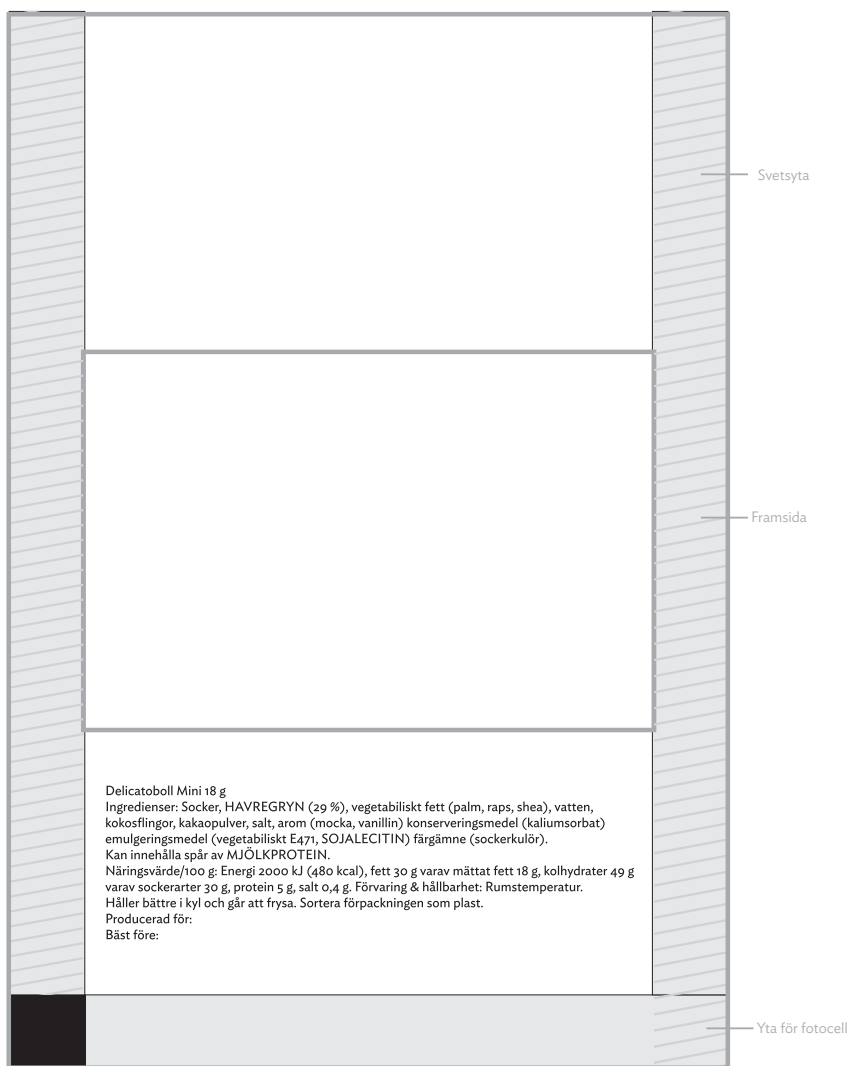 Svetsyta
Framsida
Delicatoboll Mini 18 g
Ingredienser: Socker, HAVREGRYN (29 %), vegetabiliskt fett (palm, raps, shea), vatten,
kokosflingor, kakaopulver, salt, arom (mocka, vanillin) konserveringsmedel (kaliumsorbat)
emulgeringsmedel (vegetabiliskt E471, SOJALECITIN) färgämne (sockerkulör).
Kan innehålla spår av MJÖLKPROTEIN.
Näringsvärde/100 g: Energi 2000 kJ (480 kcal), fett 30 g varav mättat fett 18 g, kolhydrater 49 g
varav sockerarter 30 g, protein 5 g, salt 0,4 g. Förvaring & hållbarhet: Rumstemperatur.
Håller bättre i kyl och går att frysa. Sortera förpackningen som plast.
Producerad för:
Bäst före:
Yta för fotocell